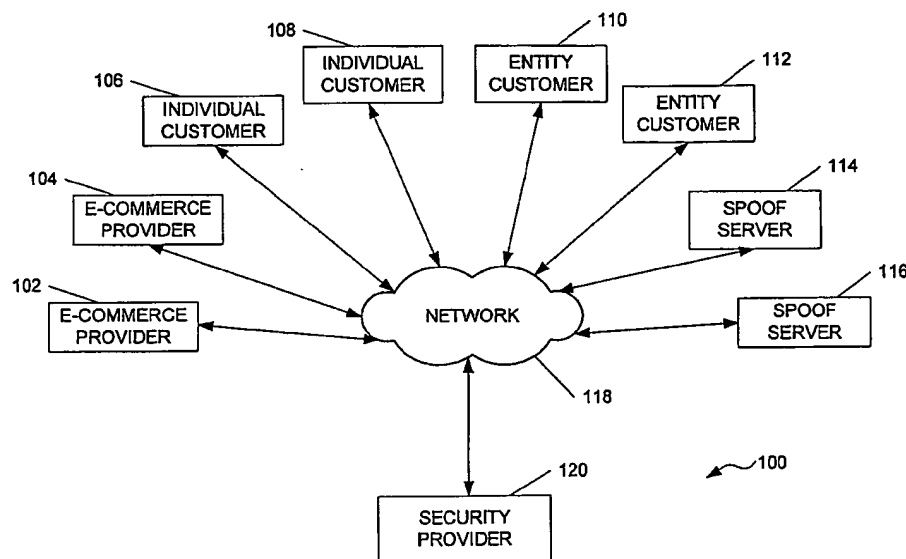 108
INDIVIDUAL
CUSTOMER
110
ENTITY
CUSTOMER
106
INDIVIDUAL
CUSTOMER
112
ENTITY
CUSTOMER
104
E-COMMERCE
PROVIDER
114
SPOOF
SERVER
102
E-COMMERCE
PROVIDER
NETWORK
116
SPOOF
SERVER
118
100
120
SECURITY
PROVIDER